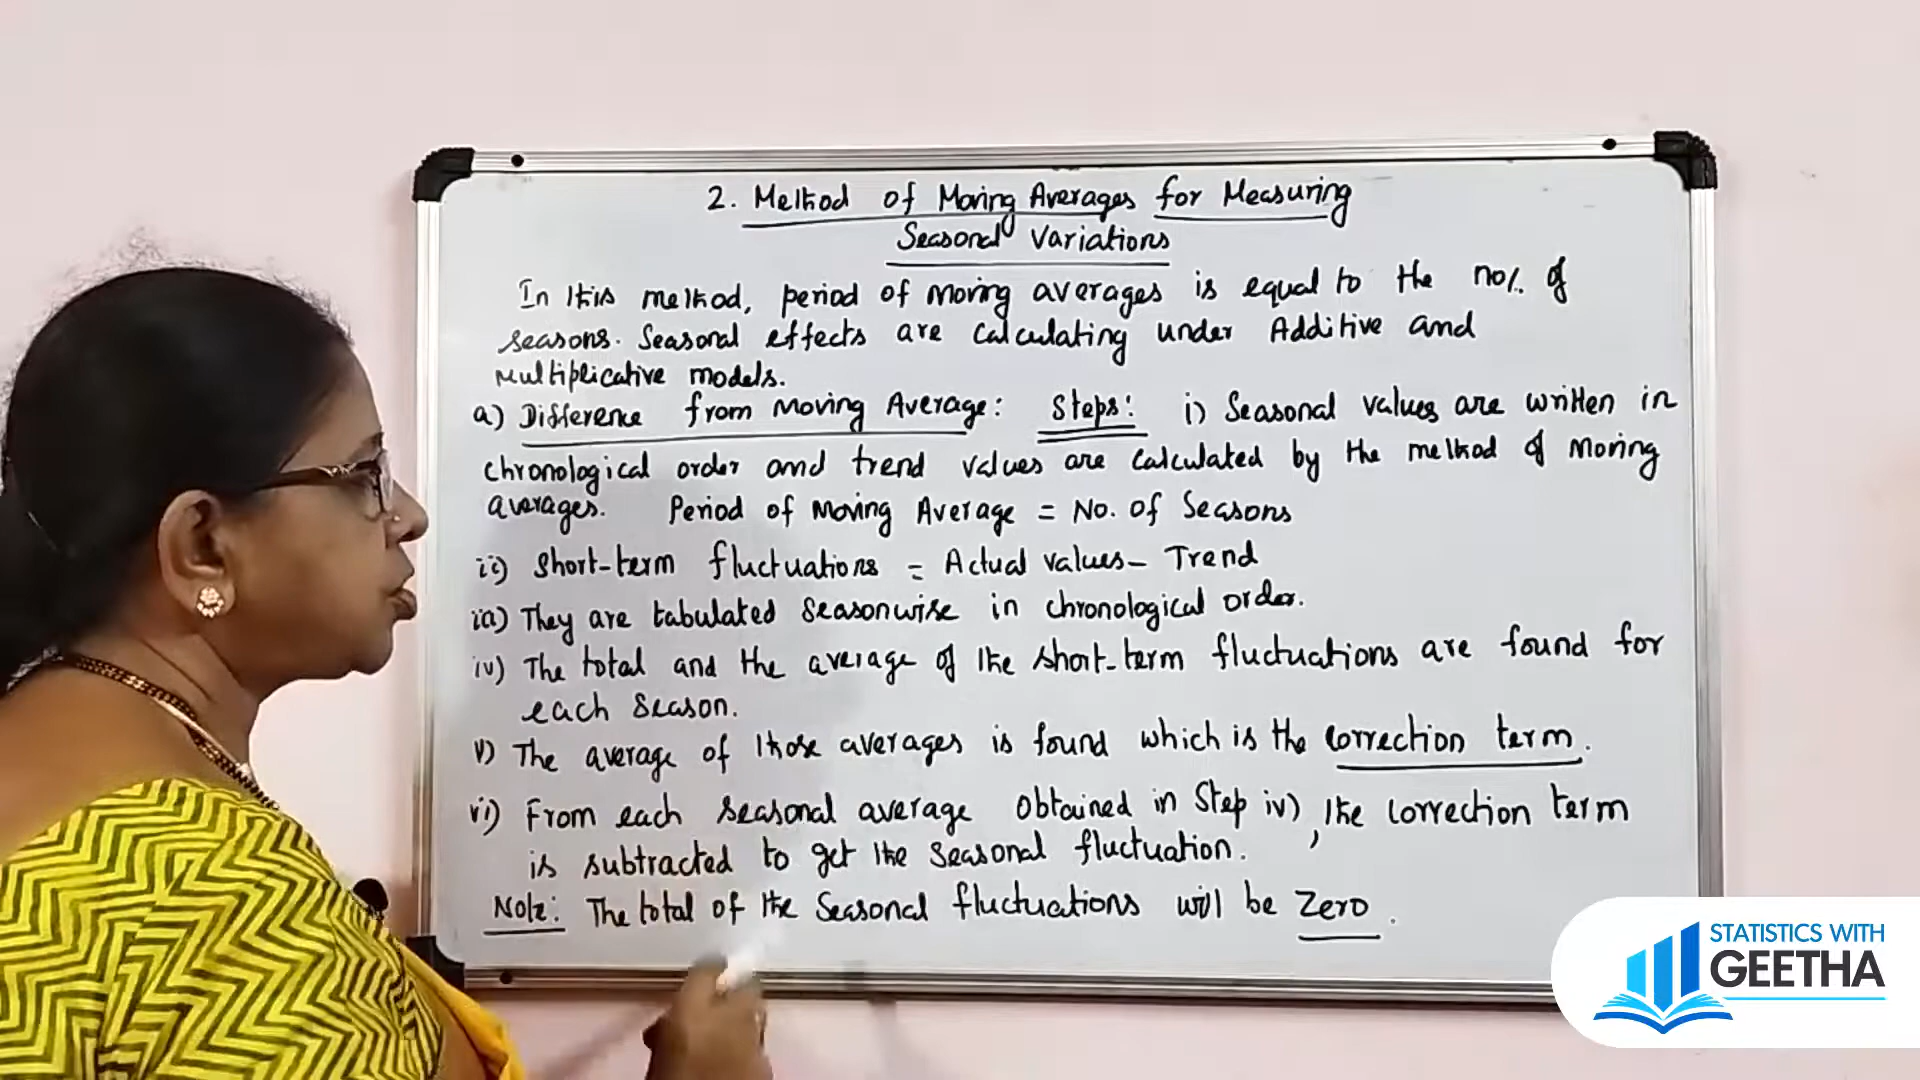 2. Method of Moving Averages for Measuring
Seasonal Variations
In this method, period of moving averages is equal to the no/. of
seasons. Seasonal effects are calculating under Additive and
Multiplicative models.
a) Difference from Moving Average: Steps: i) Seasonal values are written in
chronological order and trend values are calculated by the method of Moving
averages. Period of Moving Average = No. of Seasons
ii) Short-term fluctuations = Actual values - Trend
iii) They are tabulated seasonwise in chronological order.
iv) The total and the average of the short-term fluctuations are found for
each season.
v) The average of those averages is found which is the correction term.
vi) From each seasonal average obtained in Step iv), the correction term
is subtracted to get the seasonal fluctuation.
Note: The total of the seasonal fluctuations will be Zero.
STATISTICS WITH
GEETHA